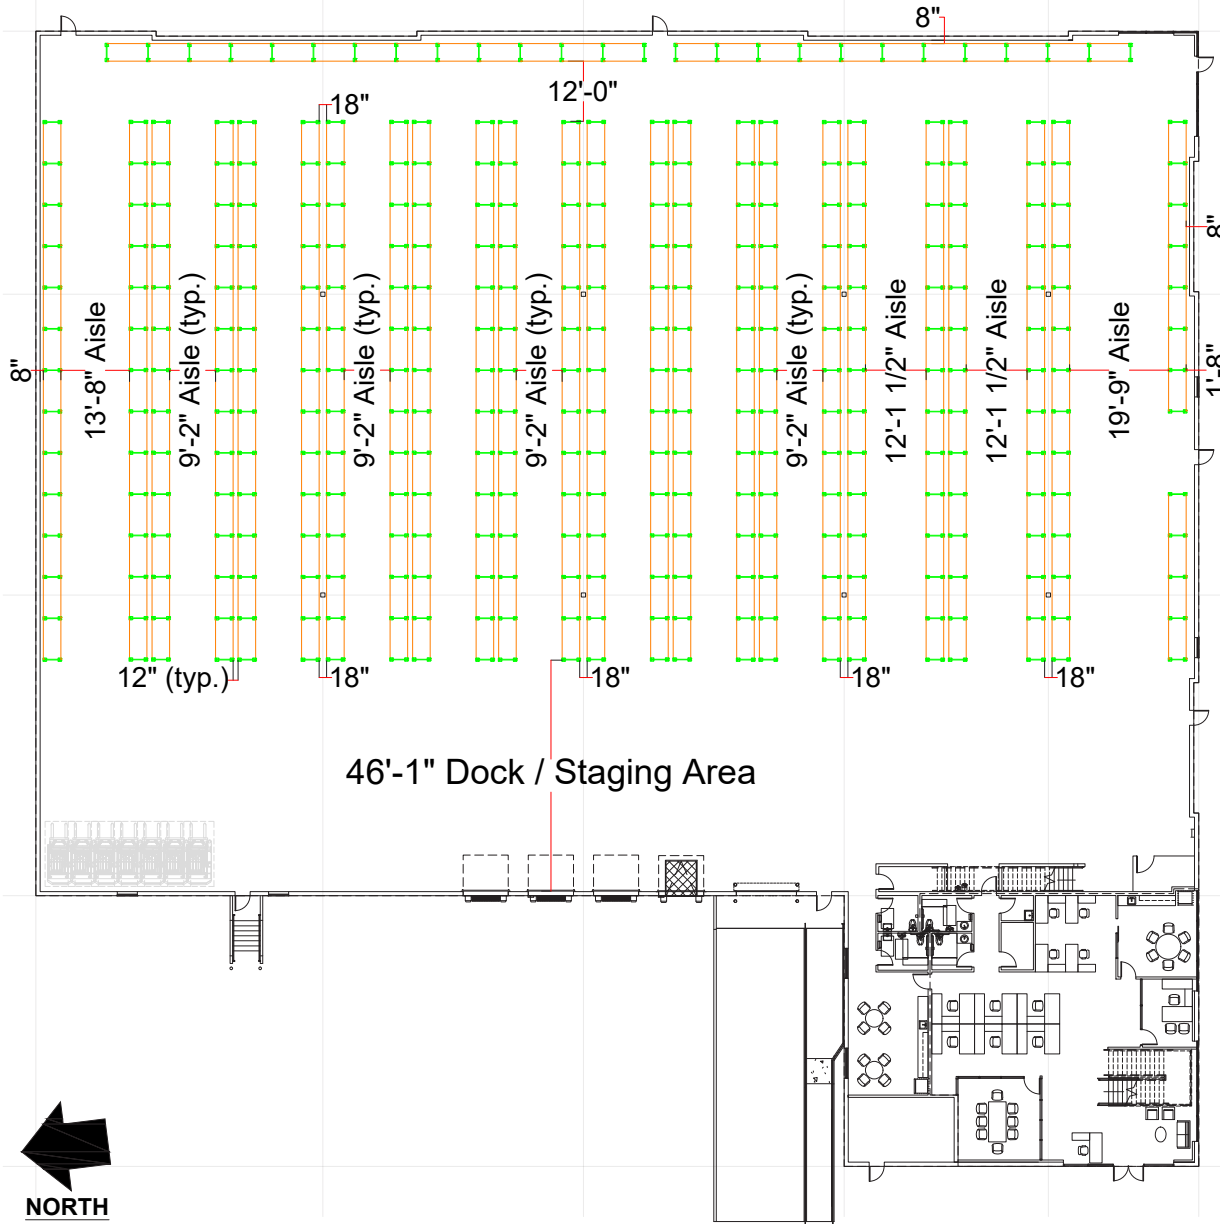 8"
12'-0"
18"
8"
8"
13'-8" Aisle
9'-2" Aisle (typ.)
9'-2" Aisle (typ.)
9'-2" Aisle (typ.)
9'-2" Aisle (typ.)
12'-1 1/2" Aisle
12'-1 1/2" Aisle
19'-9" Aisle
1'-8"
12" (typ.)
18"
18"
18"
18"
46'-1" Dock / Staging Area
NORTH